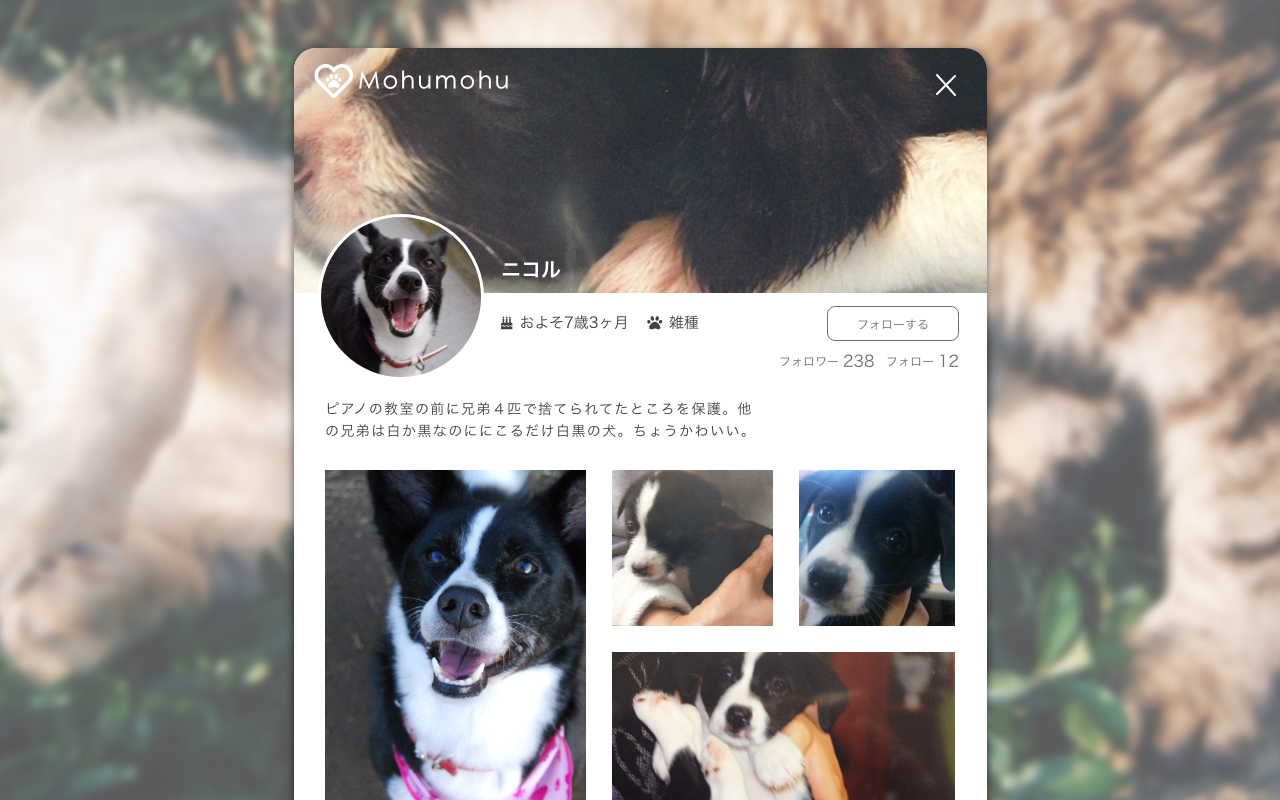 Mohumohu
ニコル
およそ7歳3ヶ月 雑種
フォローする
フォロワー 238 フォロー 12
ピアノの教室の前に兄弟４匹で捨てられてたところを保護。他
の兄弟は白か黒なのににこるだけ白黒の犬。ちょうかわいい。